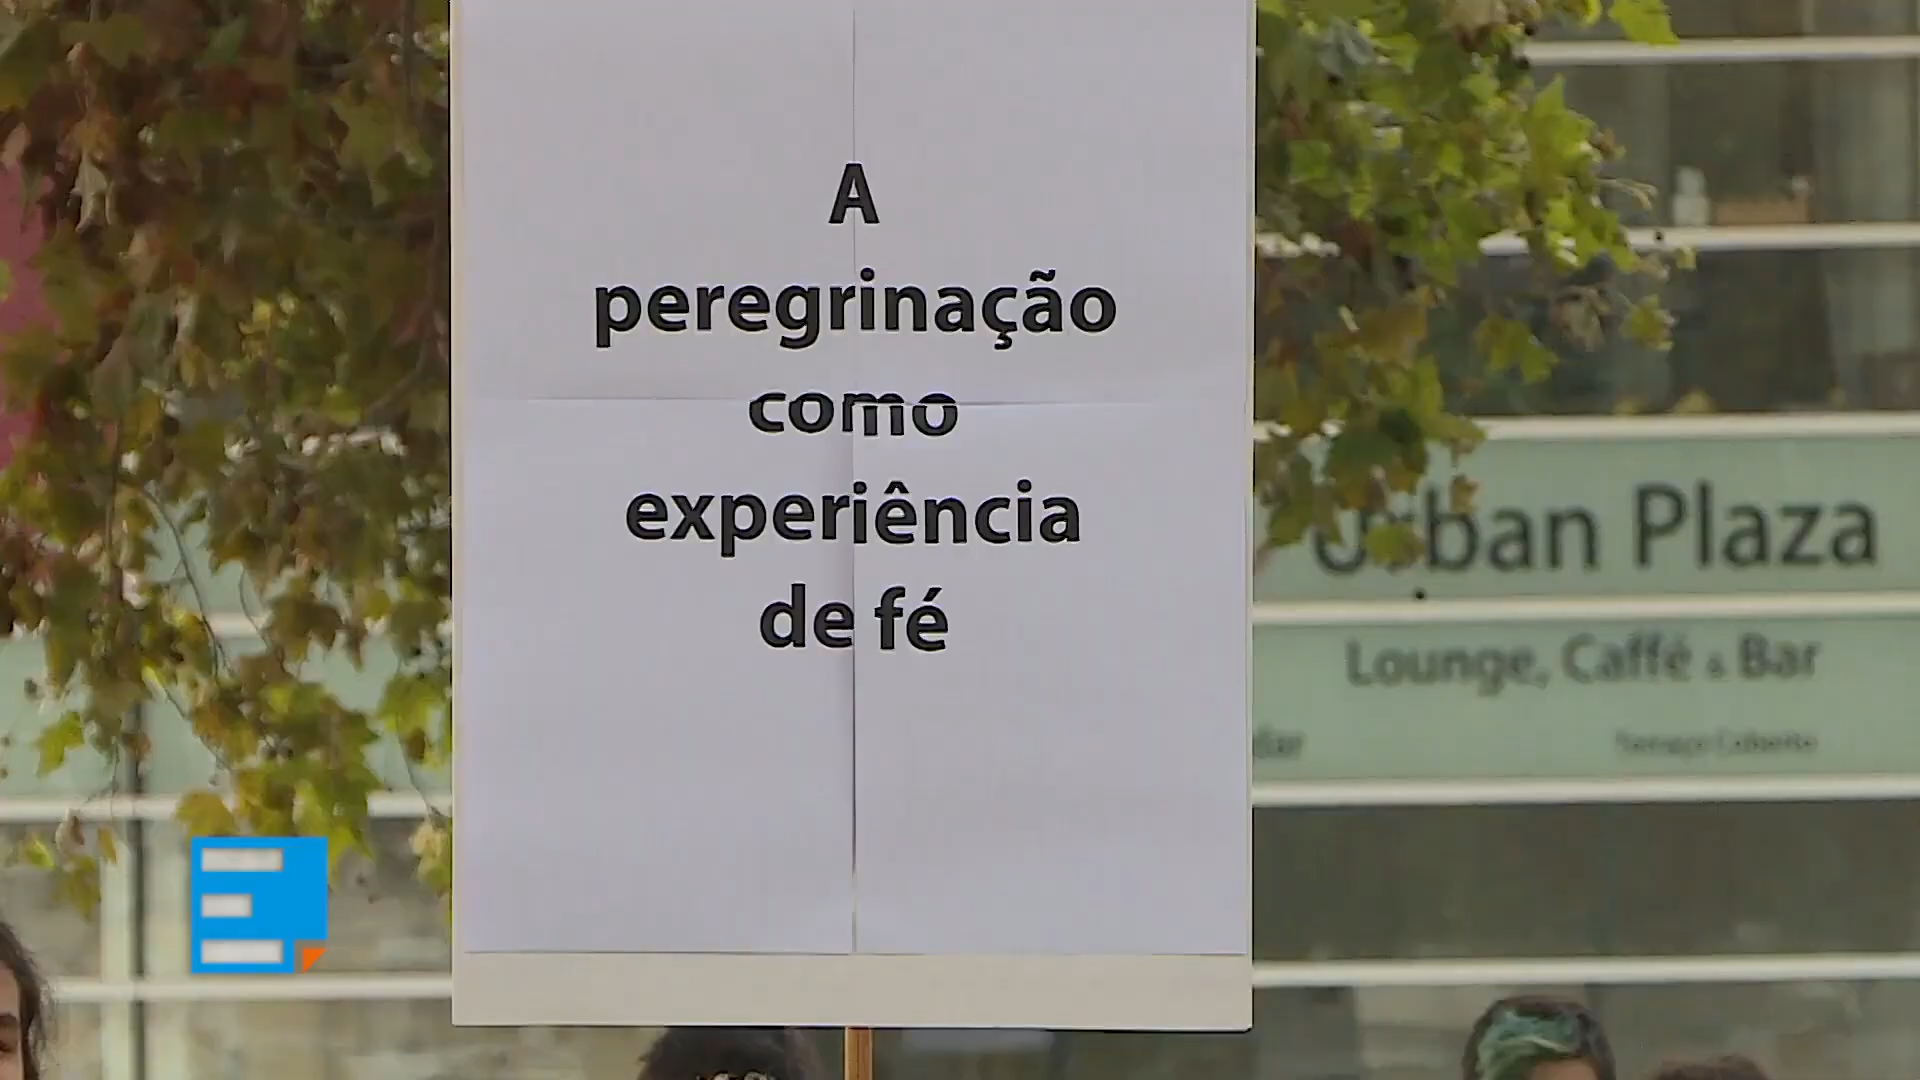 A
peregrinação
como
experiência
de fé
Urban Plaza
Lounge, Caffé & Bar